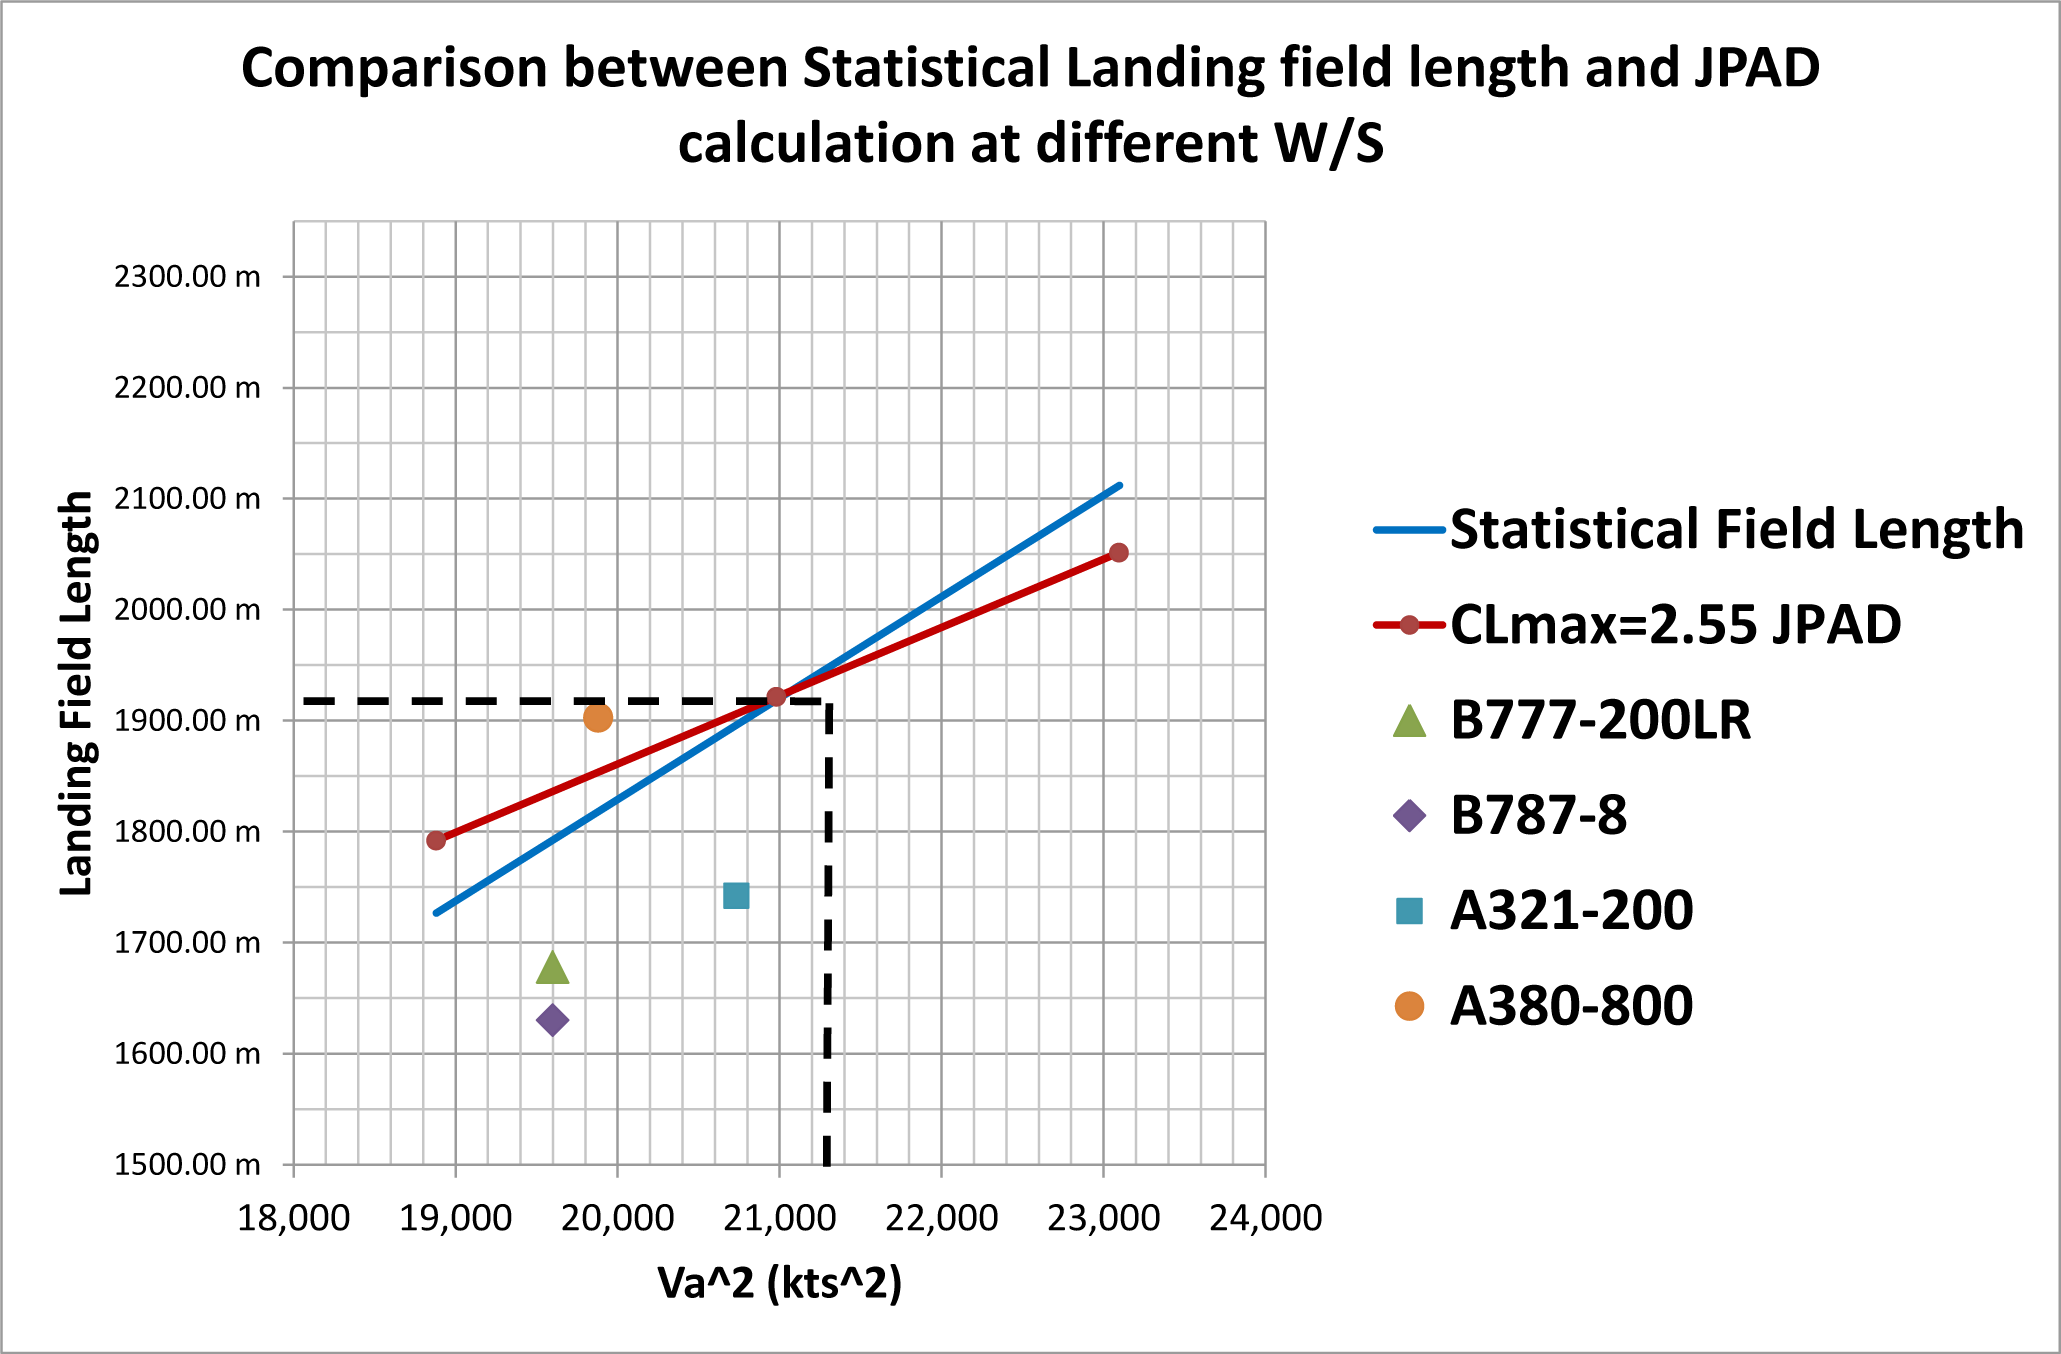 Comparison between Statistical Landing field length and JPAD
calculation at different W/S
Landing Field Length
2300.00 m
2200.00 m
2100.00 m
2000.00 m
1900.00 m
1800.00 m
1700.00 m
1600.00 m
1500.00 m
18,000 19,000 20,000 21,000 22,000 23,000 24,000
Va^2 (kts^2)
Statistical Field Length
CLmax=2.55 JPAD
B777-200LR
B787-8
A321-200
A380-800